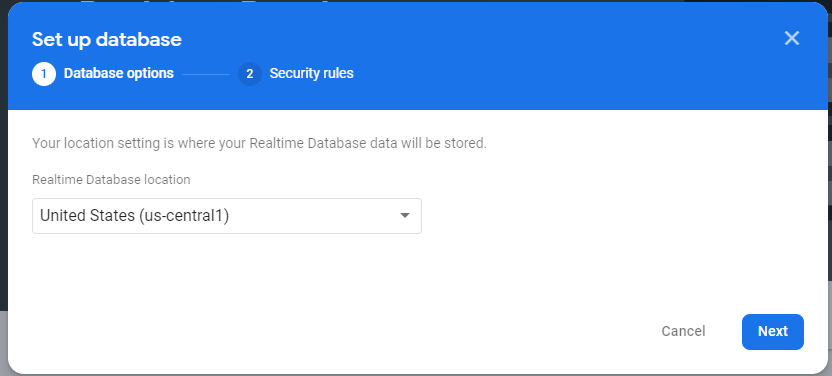 Set up database
1 Database options 2 Security rules
Your location setting is where your Realtime Database data will be stored.
Realtime Database location
United States (us-central1)
Cancel Next